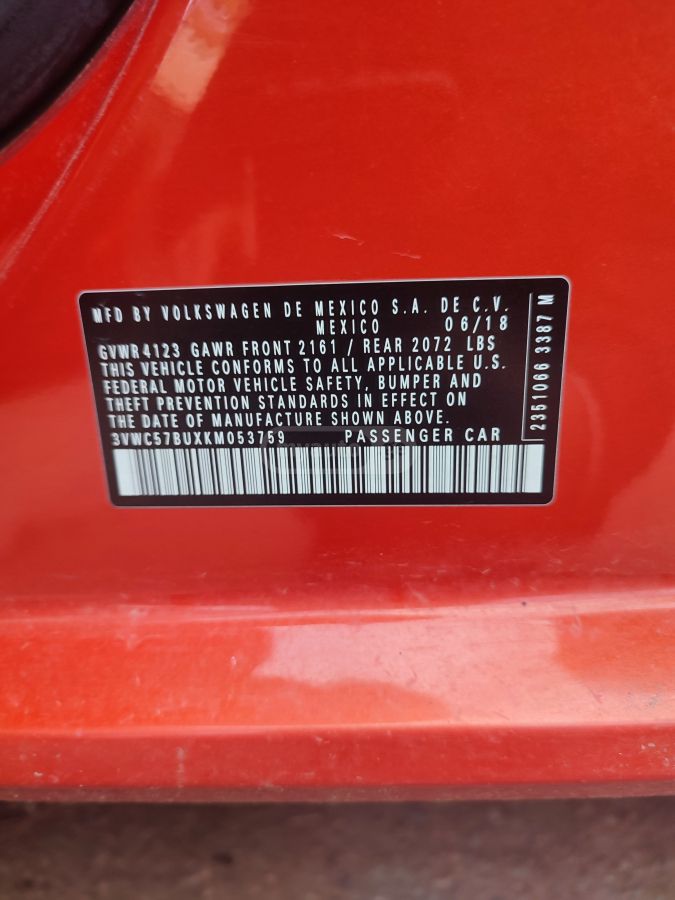 MFD BY VOLKSWAGEN DE MEXICO S.A. DE C.V.
MEXICO 06/18
GVWR 4123 GAWR FRONT 2161 / REAR 2072 LBS
THIS VEHICLE CONFORMS TO ALL APPLICABLE U.S.
FEDERAL MOTOR VEHICLE SAFETY, BUMPER AND
THEFT PREVENTION STANDARDS IN EFFECT ON
THE DATE OF MANUFACTURE SHOWN ABOVE.
3VWC57BUXKM053759 PASSENGER CAR
2351066 3387 M